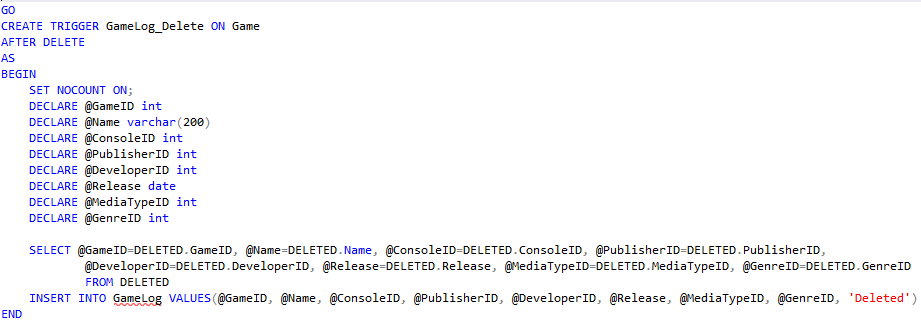 GO
CREATE TRIGGER GameLog_Delete ON Game
AFTER DELETE
AS
BEGIN
    SET NOCOUNT ON;
    DECLARE @GameID int
    DECLARE @Name varchar(200)
    DECLARE @ConsoleID int
    DECLARE @PublisherID int
    DECLARE @DeveloperID int
    DECLARE @Release date
    DECLARE @MediaTypeID int
    DECLARE @GenreID int

    SELECT @GameID=DELETED.GameID, @Name=DELETED.Name, @ConsoleID=DELETED.ConsoleID, @PublisherID=DELETED.PublisherID,
           @DeveloperID=DELETED.DeveloperID, @Release=DELETED.Release, @MediaTypeID=DELETED.MediaTypeID, @GenreID=DELETED.GenreID
           FROM DELETED
    INSERT INTO GameLog VALUES(@GameID, @Name, @ConsoleID, @PublisherID, @DeveloperID, @Release, @MediaTypeID, @GenreID, 'Deleted')
END